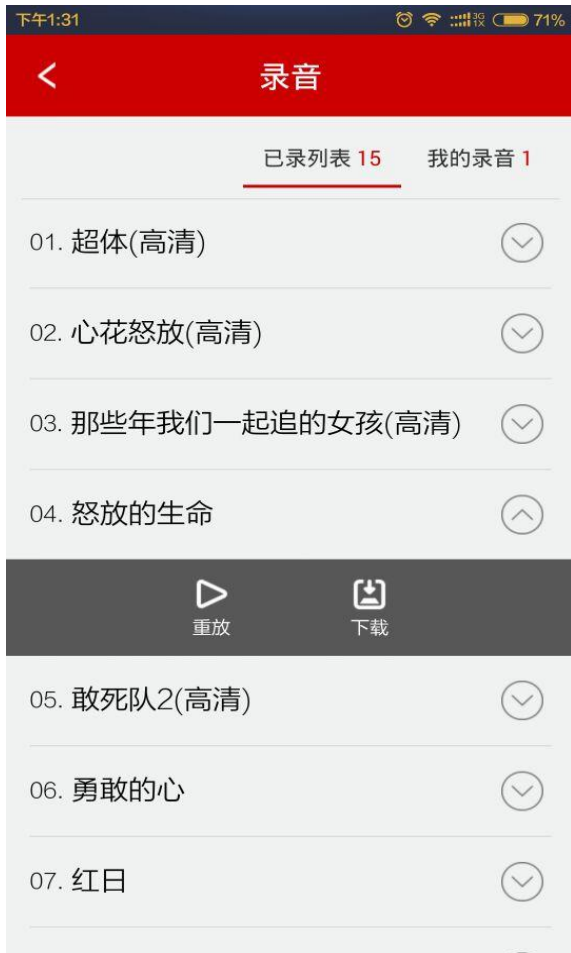 下午1:31 3G 1X 71%
录音
已录列表 15 我的录音 1
01. 超体(高清)
02. 心花怒放(高清)
03. 那些年我们一起追的女孩(高清)
04. 怒放的生命
重放 下载
05. 敢死队2(高清)
06. 勇敢的心
07. 红日